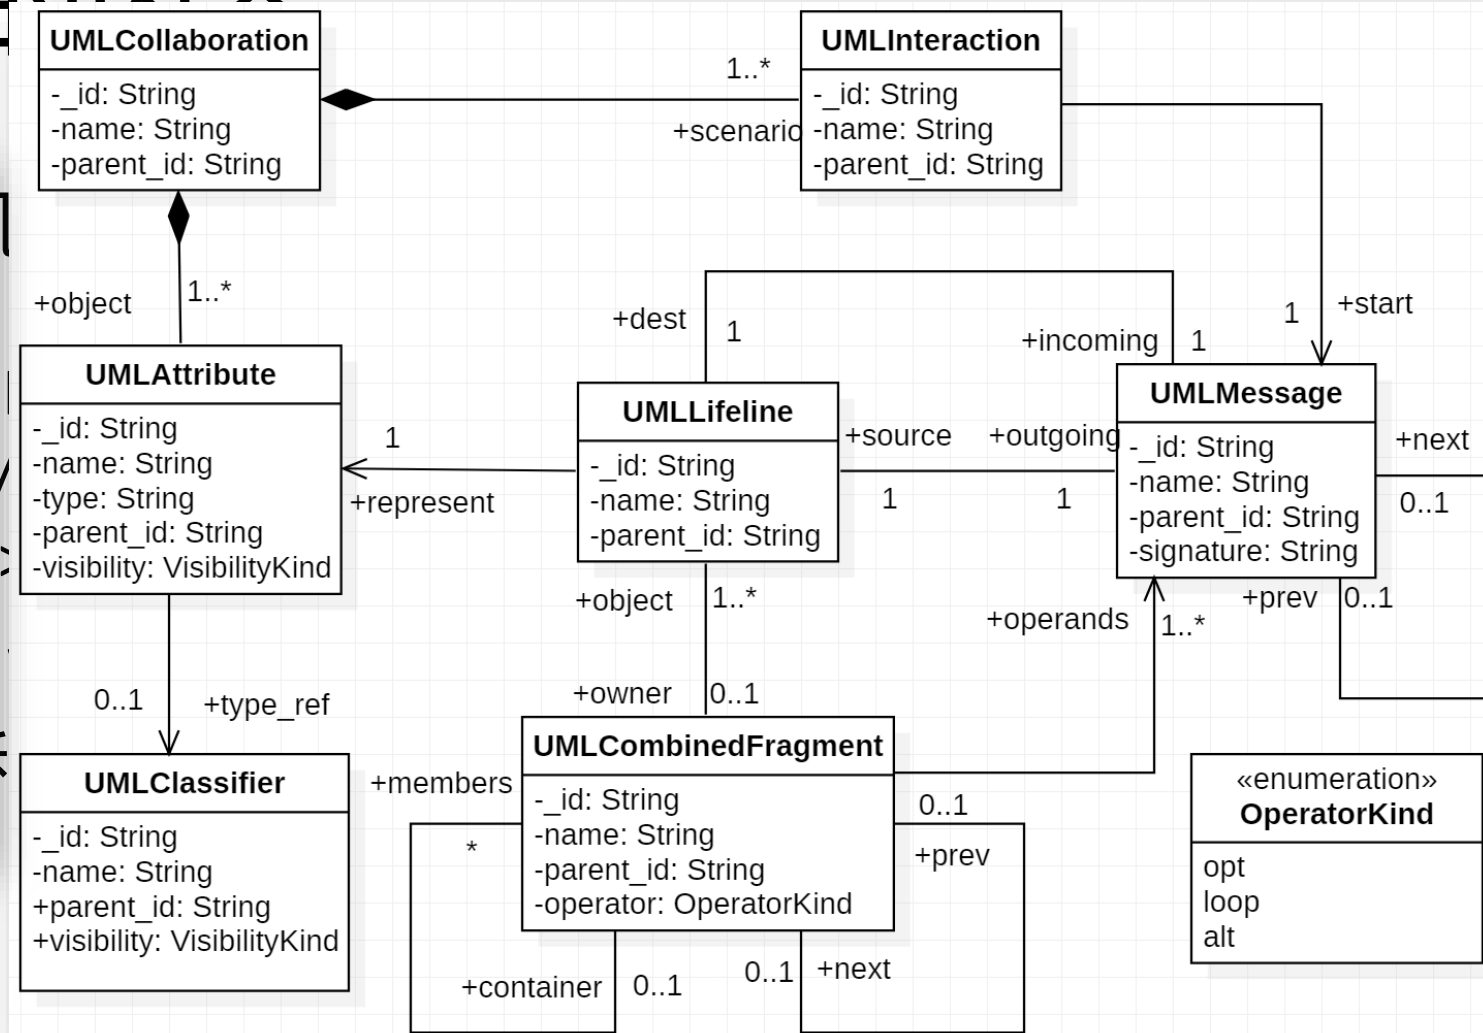 UMLCollaboration
-_id: String
-name: String
-parent_id: String
1..*
+scenario
UMLInteraction
-_id: String
-name: String
-parent_id: String
+object
1..*
+dest
1
+incoming
1
1
+start
UMLAttribute
-_id: String
-name: String
-type: String
-parent_id: String
-visibility: VisibilityKind
1
+represent
UMLLifeline
-_id: String
-name: String
-parent_id: String
+source
+outgoing
1
1
UMLMessage
-_id: String
-name: String
-parent_id: String
-signature: String
+next
0..1
+object
1..*
+operands
1..*
+prev
0..1
0..1
+type_ref
+owner
0..1
UMLClassifier
-_id: String
-name: String
+parent_id: String
+visibility: VisibilityKind
+members
*
UMLCombinedFragment
-_id: String
-name: String
-parent_id: String
-operator: OperatorKind
0..1
+prev
+container
0..1
0..1
+next
«enumeration»
OperatorKind
opt
loop
alt